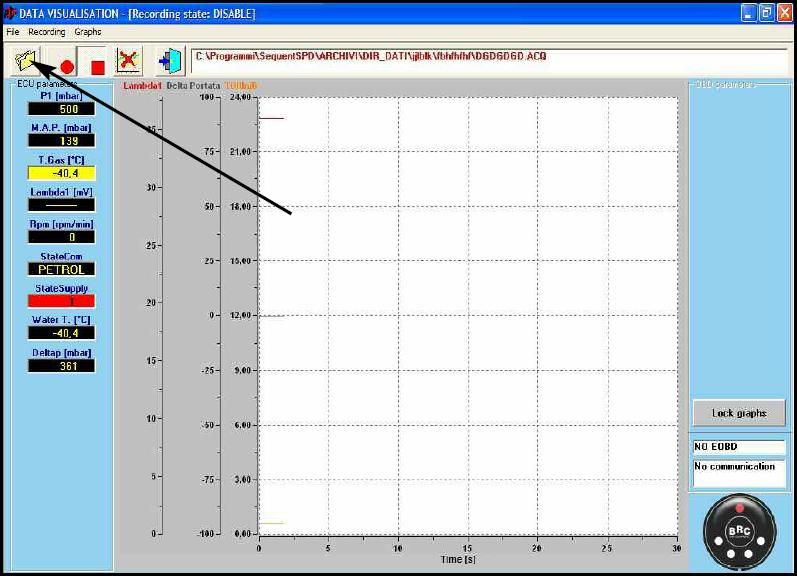 DATA VISUALISATION - [Recording state: DISABLE]
File Recording Graphs
C:\Programmi\SequentSPD\ARCHIVI\DIR_DATI\jjlblk\fbhfhfhf\D6D6D6D.ACQ
ECU parameters
P1 [mbar]
500
M.A.P. [mbar]
139
T.Gas [°C]
-40,4
Lambda1 [mV]
Rpm [rpm/min]
0
StateCom
PETROL
StateSupply
1
Water T. [°C]
-40,4
Deltap [mbar]
361
Lambda1 Delta Portata
35
30
25
20
15
10
5
0
100
75
50
25
0
-25
-50
-75
-100
24,00
21,00
18,00
15,00
12,00
9,00
6,00
3,00
0,00
0 5 10 15 20 25 30
Time [s]
OBD parameters
Lock graphs
NO EOBD
No communication
BRC